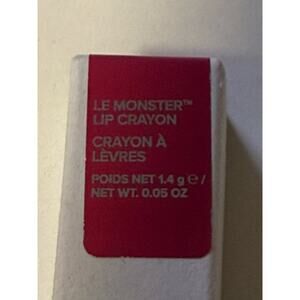 LE MONSTER™
LIP CRAYON
CRAYON À
LÈVRES
POIDS NET 1.4 g ℮ /
NET WT. 0.05 OZ